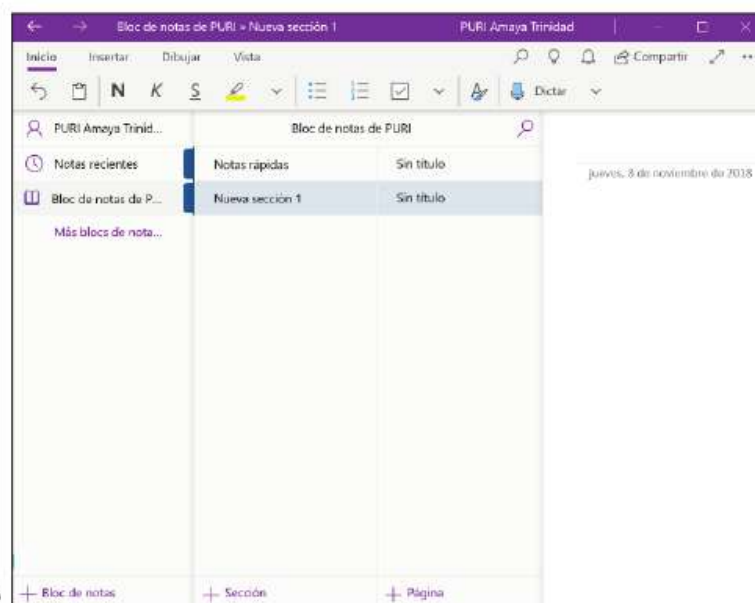 Bloc de notas de PURI » Nueva sección 1 PURI Amaya Trinidad
Inicio Insertar Dibujar Vista Compartir
N K S Dictar
PURI Amaya Trinid... Bloc de notas de PURI
Notas recientes Notas rápidas Sin título
Bloc de notas de P... Nueva sección 1 Sin título
jueves, 8 de noviembre de 2018
Más blocs de nota...
+ Bloc de notas + Sección + Página